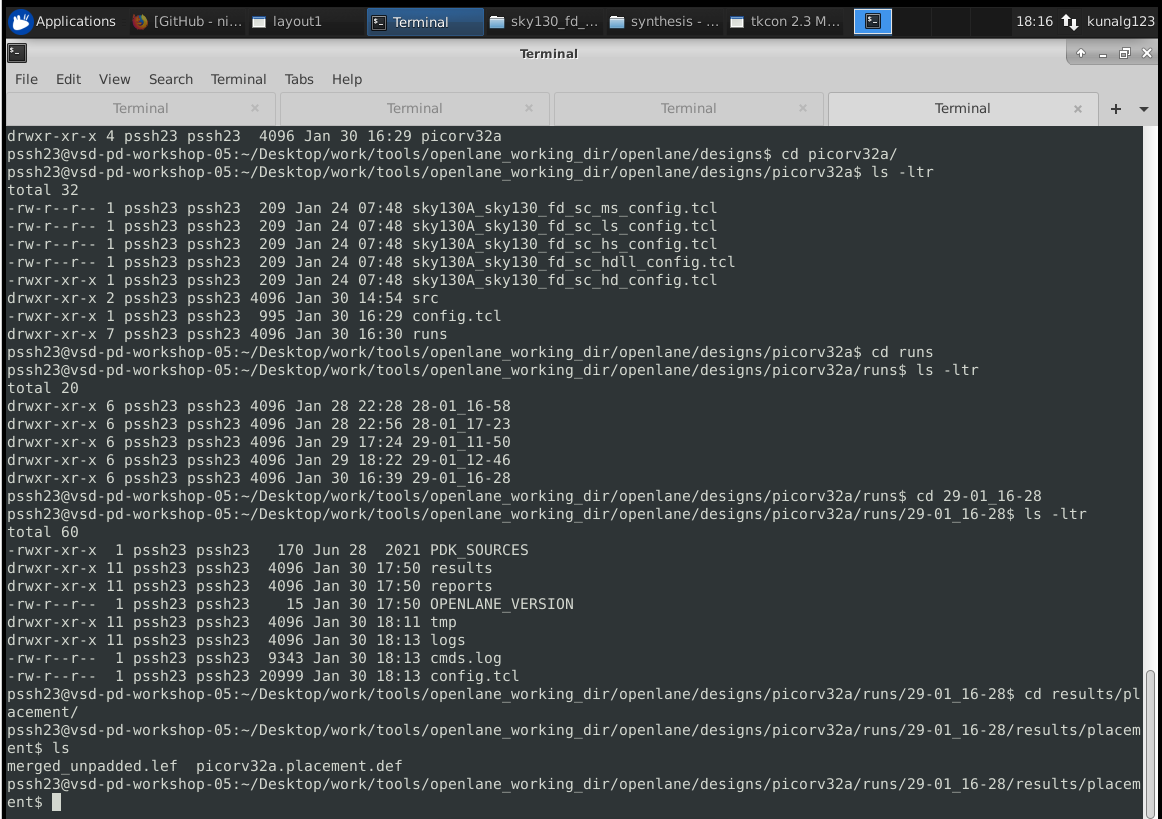 Applications [GitHub - ni... layout1 Terminal sky130_fd_... synthesis - ... tkcon 2.3 M... 18:16 kunalg123
Terminal
File Edit View Search Terminal Tabs Help
Terminal Terminal Terminal Terminal
drwxr-xr-x 4 pssh23 pssh23  4096 Jan 30 16:29 picorv32a
pssh23@vsd-pd-workshop-05:~/Desktop/work/tools/openlane_working_dir/openlane/designs$ cd picorv32a/
pssh23@vsd-pd-workshop-05:~/Desktop/work/tools/openlane_working_dir/openlane/designs/picorv32a$ ls -ltr
total 32
-rw-r--r-- 1 pssh23 pssh23  209 Jan 24 07:48 sky130A_sky130_fd_sc_ms_config.tcl
-rw-r--r-- 1 pssh23 pssh23  209 Jan 24 07:48 sky130A_sky130_fd_sc_ls_config.tcl
-rw-r--r-- 1 pssh23 pssh23  209 Jan 24 07:48 sky130A_sky130_fd_sc_hs_config.tcl
-rw-r--r-- 1 pssh23 pssh23  209 Jan 24 07:48 sky130A_sky130_fd_sc_hdll_config.tcl
-rwxr-xr-x 1 pssh23 pssh23  209 Jan 24 07:48 sky130A_sky130_fd_sc_hd_config.tcl
drwxr-xr-x 2 pssh23 pssh23 4096 Jan 30 14:54 src
-rwxr-xr-x 1 pssh23 pssh23  995 Jan 30 16:29 config.tcl
drwxr-xr-x 7 pssh23 pssh23 4096 Jan 30 16:30 runs
pssh23@vsd-pd-workshop-05:~/Desktop/work/tools/openlane_working_dir/openlane/designs/picorv32a$ cd runs
pssh23@vsd-pd-workshop-05:~/Desktop/work/tools/openlane_working_dir/openlane/designs/picorv32a/runs$ ls -ltr
total 20
drwxr-xr-x 6 pssh23 pssh23 4096 Jan 28 22:28 28-01_16-58
drwxr-xr-x 6 pssh23 pssh23 4096 Jan 28 22:56 28-01_17-23
drwxr-xr-x 6 pssh23 pssh23 4096 Jan 29 17:24 29-01_11-50
drwxr-xr-x 6 pssh23 pssh23 4096 Jan 29 18:22 29-01_12-46
drwxr-xr-x 6 pssh23 pssh23 4096 Jan 30 16:39 29-01_16-28
pssh23@vsd-pd-workshop-05:~/Desktop/work/tools/openlane_working_dir/openlane/designs/picorv32a/runs$ cd 29-01_16-28
pssh23@vsd-pd-workshop-05:~/Desktop/work/tools/openlane_working_dir/openlane/designs/picorv32a/runs/29-01_16-28$ ls -ltr
total 60
-rwxr-xr-x  1 pssh23 pssh23   170 Jun 28  2021 PDK_SOURCES
drwxr-xr-x 11 pssh23 pssh23  4096 Jan 30 17:50 results
drwxr-xr-x 11 pssh23 pssh23  4096 Jan 30 17:50 reports
-rw-r--r--  1 pssh23 pssh23    15 Jan 30 17:50 OPENLANE_VERSION
drwxr-xr-x 11 pssh23 pssh23  4096 Jan 30 18:11 tmp
drwxr-xr-x 11 pssh23 pssh23  4096 Jan 30 18:13 logs
-rw-r--r--  1 pssh23 pssh23  9343 Jan 30 18:13 cmds.log
-rw-r--r--  1 pssh23 pssh23 20999 Jan 30 18:13 config.tcl
pssh23@vsd-pd-workshop-05:~/Desktop/work/tools/openlane_working_dir/openlane/designs/picorv32a/runs/29-01_16-28$ cd results/pl
acement/
pssh23@vsd-pd-workshop-05:~/Desktop/work/tools/openlane_working_dir/openlane/designs/picorv32a/runs/29-01_16-28/results/placem
ent$ ls
merged_unpadded.lef  picorv32a.placement.def
pssh23@vsd-pd-workshop-05:~/Desktop/work/tools/openlane_working_dir/openlane/designs/picorv32a/runs/29-01_16-28/results/placem
ent$